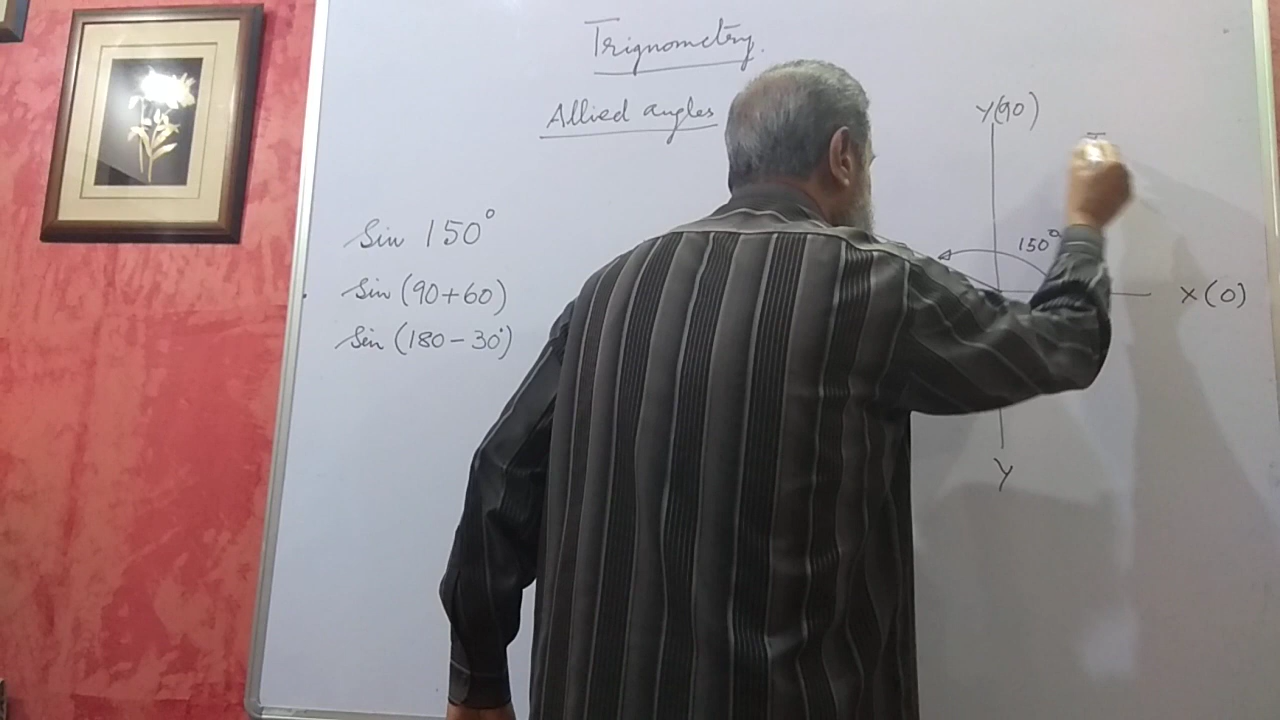 Trignometry.
Allied angles
Sin 150°
Sin (90+60)
Sin (180-30°)
Y(90)
150°
X(0)
Y